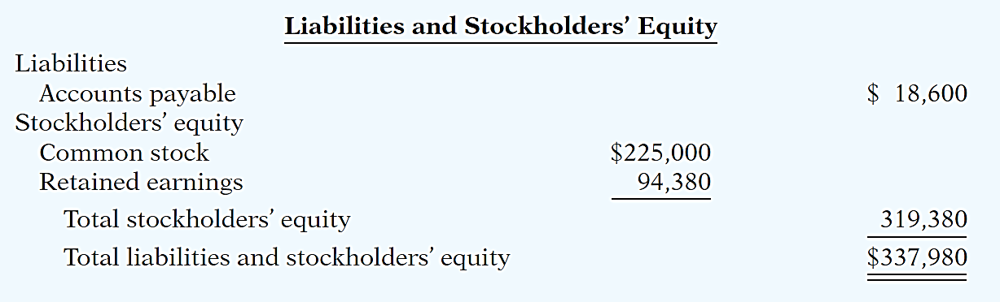 Liabilities and Stockholders’ Equity
Liabilities
Accounts payable $ 18,600
Stockholders’ equity
Common stock $225,000
Retained earnings 94,380
Total stockholders’ equity 319,380
Total liabilities and stockholders’ equity $337,980